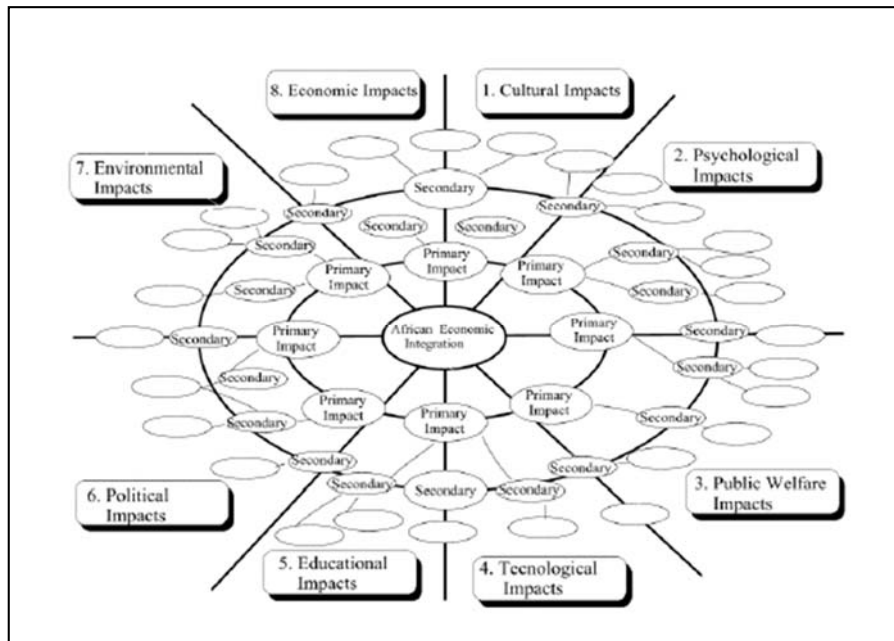 8. Economic Impacts
1. Cultural Impacts
7. Environmental
Impacts
2. Psychological
Impacts
Secondary
Secondary
Secondary
Secondary
Secondary
Secondary
Secondary
Primary
Impact
Primary
Impact
Primary
Impact
Secondary
Secondary
Secondary
Primary
Impact
African Economic
Integration
Primary
Impact
Secondary
Secondary
Secondary
Primary
Impact
Primary
Impact
Primary
Impact
Secondary
Secondary
Secondary
Secondary
Secondary
Secondary
Secondary
6. Political
Impacts
3. Public Welfare
Impacts
5. Educational
Impacts
4. Tecnological
Impacts